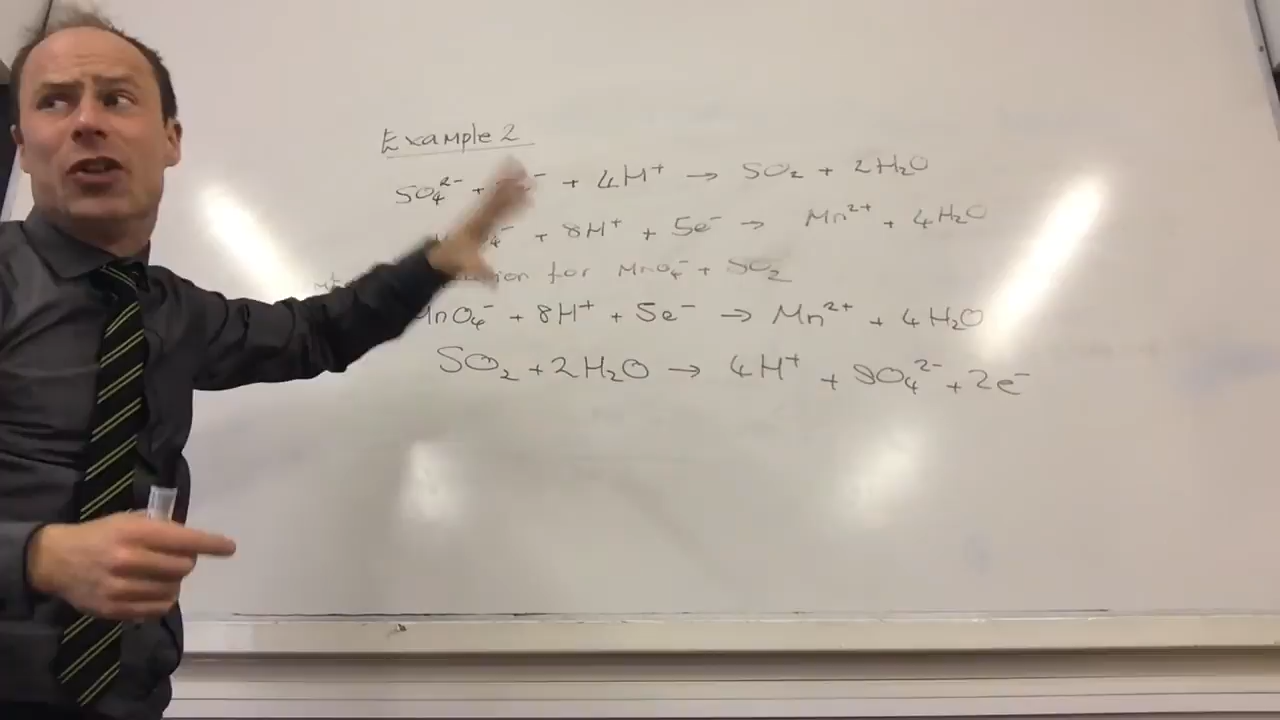 Example 2
SO₄²⁻ + ⁻ + 4H⁺ → SO₂ + 2H₂O
₄⁻ + 8H⁺ + 5e⁻ → Mn²⁺ + 4H₂O
for MnO₄⁻ + SO₂
MnO₄⁻ + 8H⁺ + 5e⁻ → Mn²⁺ + 4H₂O
SO₂ + 2H₂O → 4H⁺ + SO₄²⁻ + 2e⁻